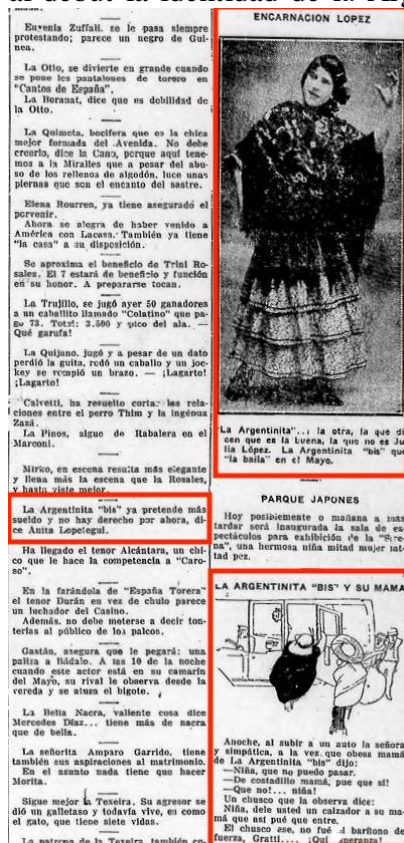 al debut la identidad de la
Eugenia Zuffali, se le pasa siempre
protestando; parece un negro de Gui-
nea.
La Otto, se divierte en grande cuando
se pone los pantalones de torero en
"Cantos de España".
La Boranat, dice que es debilidad de
la Otto.
La Quimeta, bocifera que es la chica
mejor formada del Avenida. No debe
creerlo, dice la Cano, porque aquí tene-
mos a la Miralles que a pesar del abu-
so de los rellenos de algodón, luce unas
piernas que son el encanto del sastre.
Elena Rourren, ya tiene asegurado el
porvenir.
Ahora se alegra de haber venido a
América con Lacasa. También ya tiene
"la casa" a su disposición.
Se aproxima el beneficio de Trini Ro-
sales. El 7 estará de beneficio y función
en su honor. A prepararse tocan.
La Trujillo, se jugó ayer 50 ganadores
a un caballito llamado "Colatino" que pa-
go 73. Total: 3.500 y pico del ala. —
Qué garufa!
La Quijano, jugó y a pesar de un dato
perdió la guita, rodó un caballo y un joc-
key se rompió un brazo. — ¡Lagarto!
¡Lagarto!
Calvetti, ha resuelto cortar las rela-
ciones entre el perro Thim y la ingénua
Zazá.
La Pinos, sigue de Rabalera en el
Marconi.
Mirko, en escena resulta más elegante
y llena más la escena que la Rosales,
y hasta viste mejor.
La Argentinita "bis" ya pretende más
sueldo y no hay derecho por ahora, di-
ce Anita Lopetegui.
Ha llegado el tenor Alcántara, un chi-
co que le hace la competencia a "Caro-
so".
En la farándola de "España Torera"
el tenor Durán en vez de chulo parece
un luchador del Casino.
Además, no debe meterse a decir ton-
terías al público de los palcos.
Gastán, asegura que le pegará: una
paliza a Bádalo. A las 10 de la noche
cuando este actor está en su camarín
del Mayo, su rival le observa desde la
vereda y se atusa el bigote.
La Bella Nacra, valiente cosa dice
Mercedes Díaz... tiene más de nacra
que de bella.
La señorita Amparo Garrido, tiene
también sus aspiraciones al matrimonio.
En el asunto nada tiene que hacer
Morita.
Sigue mejor la Texeira. Su agresor se
dió un galletaso y todavía vive, es como
el gato, que tiene siete vidas.
La patrona de la Texeira, también co-
ENCARNACION LOPEZ
"La Argentinita"... la otra, la que di
cen que es la buena, la que no es Ju
lia López. La Argentinita "bis" que
"la baila" en el Mayo.
PARQUE JAPONES
Hoy posiblemente o mañana a mas
tardar será inaugurada la sala de es-
pectáculos para exhibición de la "Sire-
na", una hermosa niña mitad mujer mi-
tad pez.
LA ARGENTINITA "BIS" Y SU MAMA
Anoche, al subir a un auto la señora
y simpática, a la vez que obesa mamá
de La Argentinita "bis" dijo:
—Niña, que no puedo pasar.
—De costadillo mamá, pue que sí!
—Que no!... niña!
Un chusco que la observa dice:
Niña, dele usted un calzador a su ma-
má que así pué que entre.
El chusco ese, no fué el barítono de
fuerza, Gratti.... ¡Qui speranza!